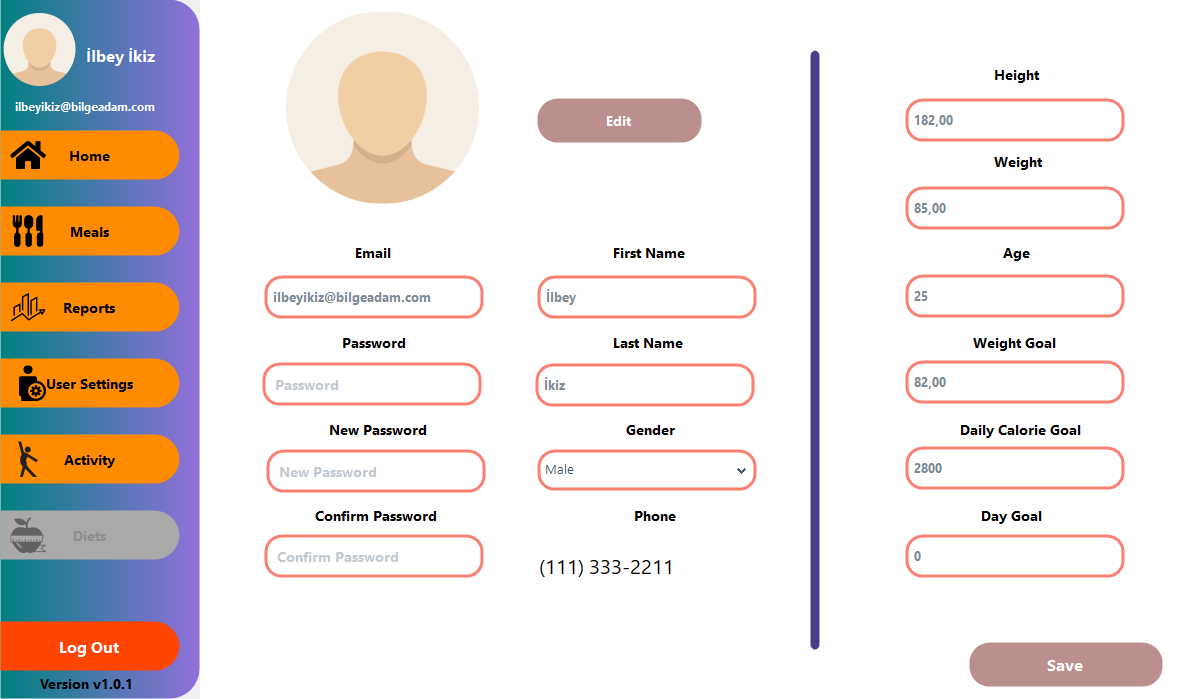 İlbey İkiz
ilbeyikiz@bilgeadam.com
Home
Meals
Reports
User Settings
Activity
Diets
Log Out
Version v1.0.1
Edit
Email
ilbeyikiz@bilgeadam.com
Password
Password
New Password
New Password
Confirm Password
Confirm Password
First Name
İlbey
Last Name
İkiz
Gender
Male
Phone
(111) 333-2211
Height
182,00
Weight
85,00
Age
25
Weight Goal
82,00
Daily Calorie Goal
2800
Day Goal
0
Save